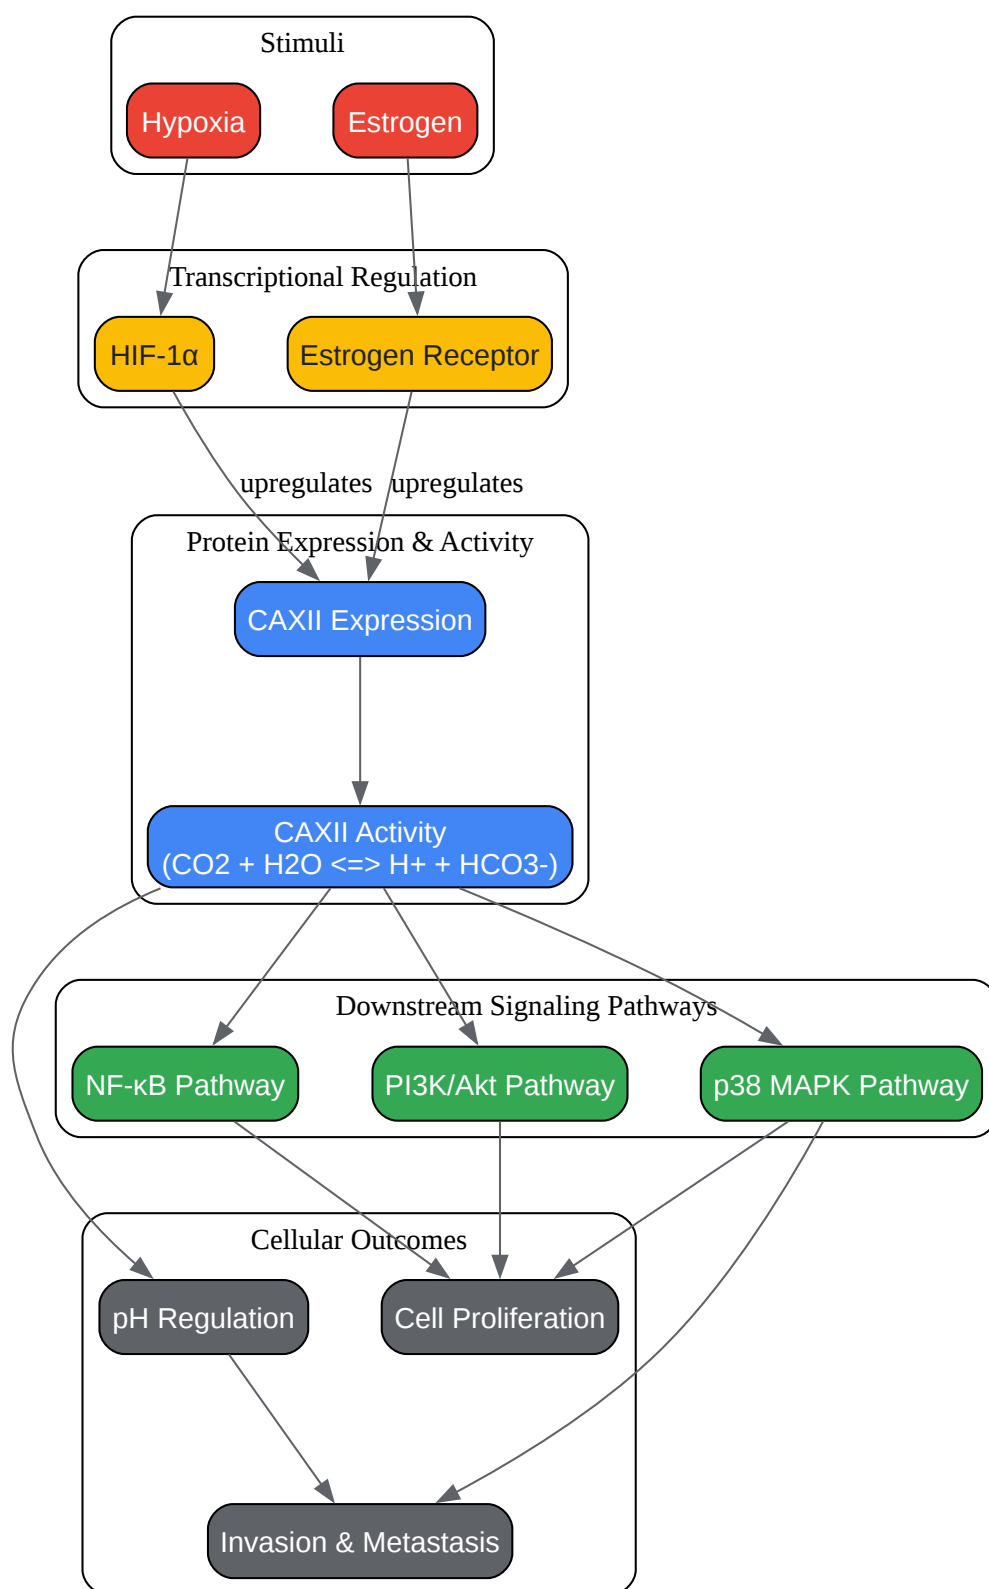 Stimuli
Hypoxia
Estrogen
Transcriptional Regulation
HIF-1α
Estrogen Receptor
upregulates
upregulates
Protein Expression & Activity
CAXII Expression
CAXII Activity
(CO2 + H2O <=> H+ + HCO3-)
Downstream Signaling Pathways
NF-κB Pathway
PI3K/Akt Pathway
p38 MAPK Pathway
Cellular Outcomes
pH Regulation
Cell Proliferation
Invasion & Metastasis